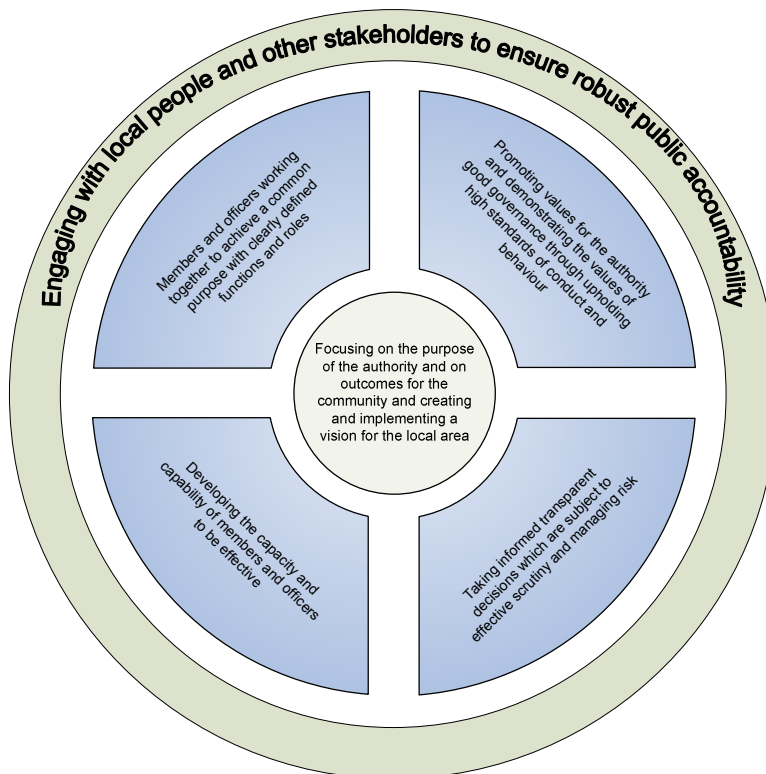 Engaging with local people and other stakeholders to ensure robust public accountability
Members and officers working
together to achieve a common
purpose with clearly defined
functions and roles
Promoting values for the authority
and demonstrating the values of
good governance through upholding
high standards of conduct and
behaviour
Focusing on the purpose
of the authority and on
outcomes for the
community and creating
and implementing a
vision for the local area
Developing the capacity and
capability of members and officers
to be effective
Taking informed transparent
decisions which are subject to
effective scrutiny and managing risk